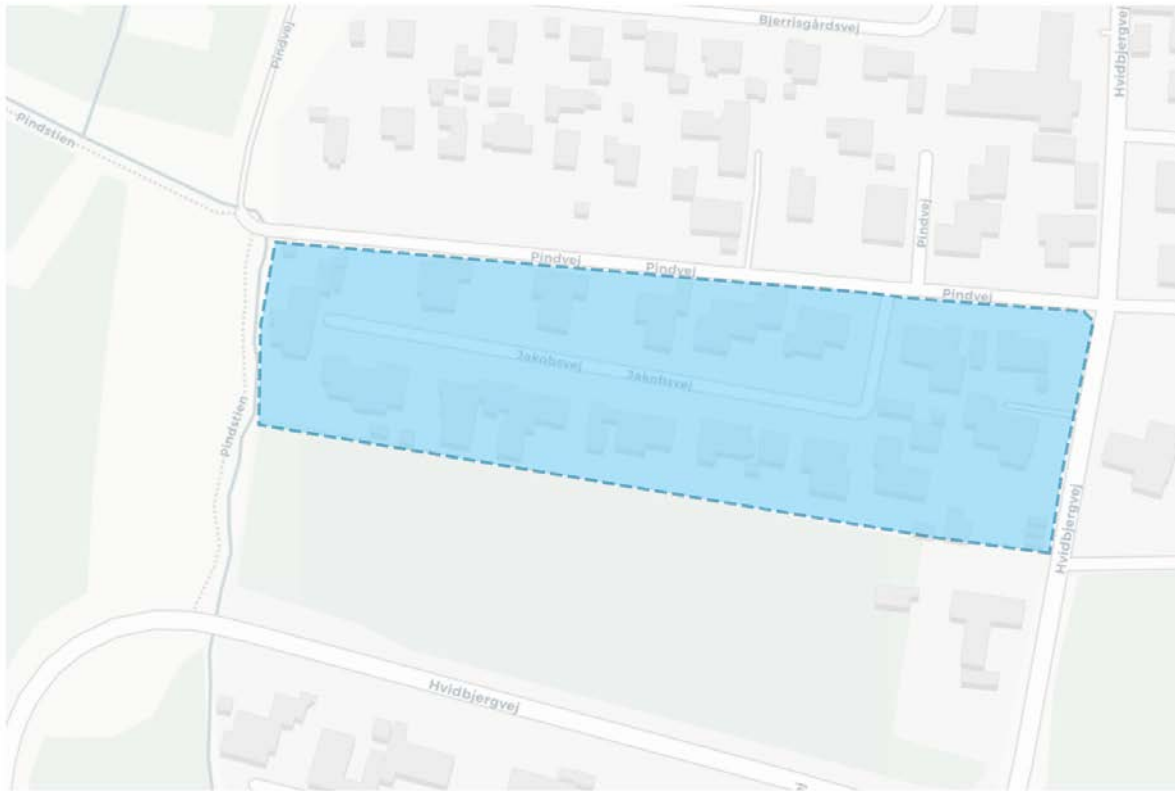 Bjerrisgårdsvej
Pindvej
Hvidbjergvej
Pindstien
Pindvej
Pindvej
Pindvej
Pindvej
Jakobsvej
Jakobsvej
Pindstien
Hvidbjergvej
Hvidbjergvej